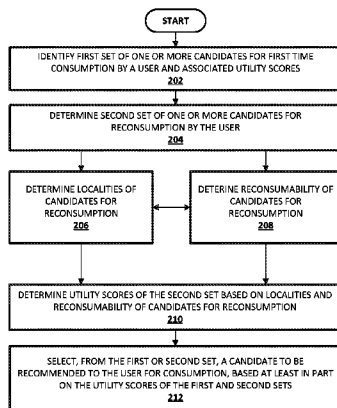 START
IDENTIFY FIRST SET OF ONE OR MORE CANDIDATES FOR FIRST TIME
CONSUMPTION BY A USER AND ASSOCIATED UTILITY SCORES
202
DETERMINE SECOND SET OF ONE OR MORE CANDIDATES FOR
RECONSUMPTION BY THE USER
204
DETERMINE LOCALITIES OF
CANDIDATES FOR
RECONSUMPTION
206
DETERINE RECONSUMABILITY OF
CANDIDATES FOR
RECONSUMPTION
208
DETERMINE UTILITY SCORES OF THE SECOND SET BASED ON LOCALITIES AND
RECONSUMABILITY OF CANDIDATES FOR RECONSUMPTION
210
SELECT, FROM THE FIRST OR SECOND SET, A CANDIDATE TO BE
RECOMMENDED TO THE USER FOR CONSUMPTION, BASED AT LEAST IN PART
ON THE UTILITY SCORES OF THE FIRST AND SECOND SETS
212